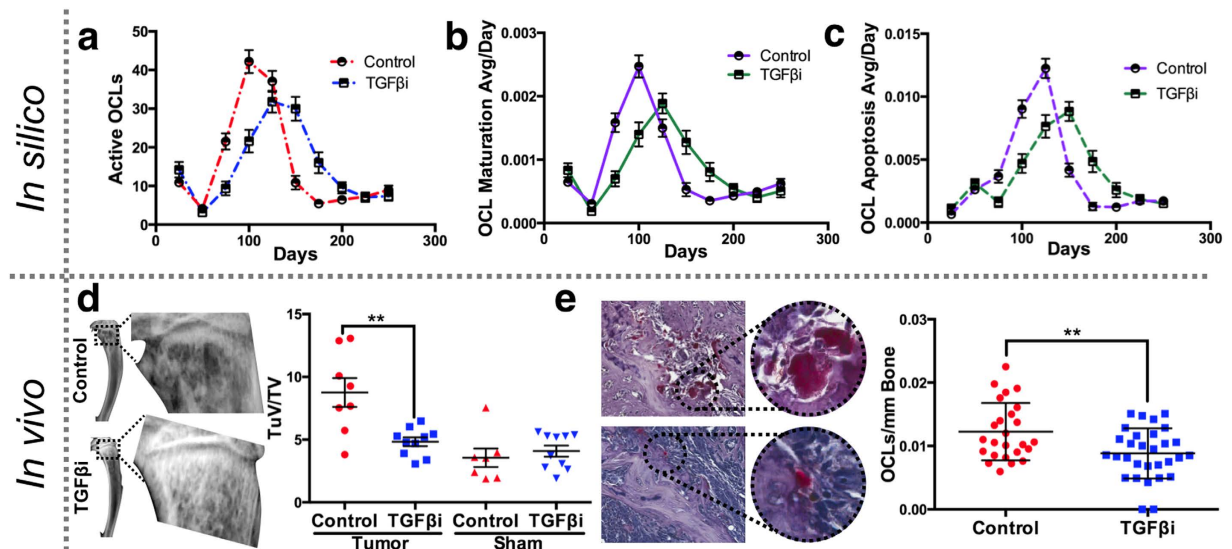 In silico
a
Active OCLs
50
40
30
20
10
0
0
100
200
300
Days
Control
TGFβi
b
OCL Maturation Avg/Day
0.003
0.002
0.001
0.000
0
100
200
300
Days
Control
TGFβi
c
OCL Apoptosis Avg/Day
0.015
0.010
0.005
0.000
0
100
200
300
Days
Control
TGFβi
In vivo
d
Control
TGFβi
TuV/TV
15
10
5
0
**
Control TGFβi Control TGFβi
Tumor Sham
e
OCLs/mm Bone
0.03
0.02
0.01
0.00
**
Control TGFβi